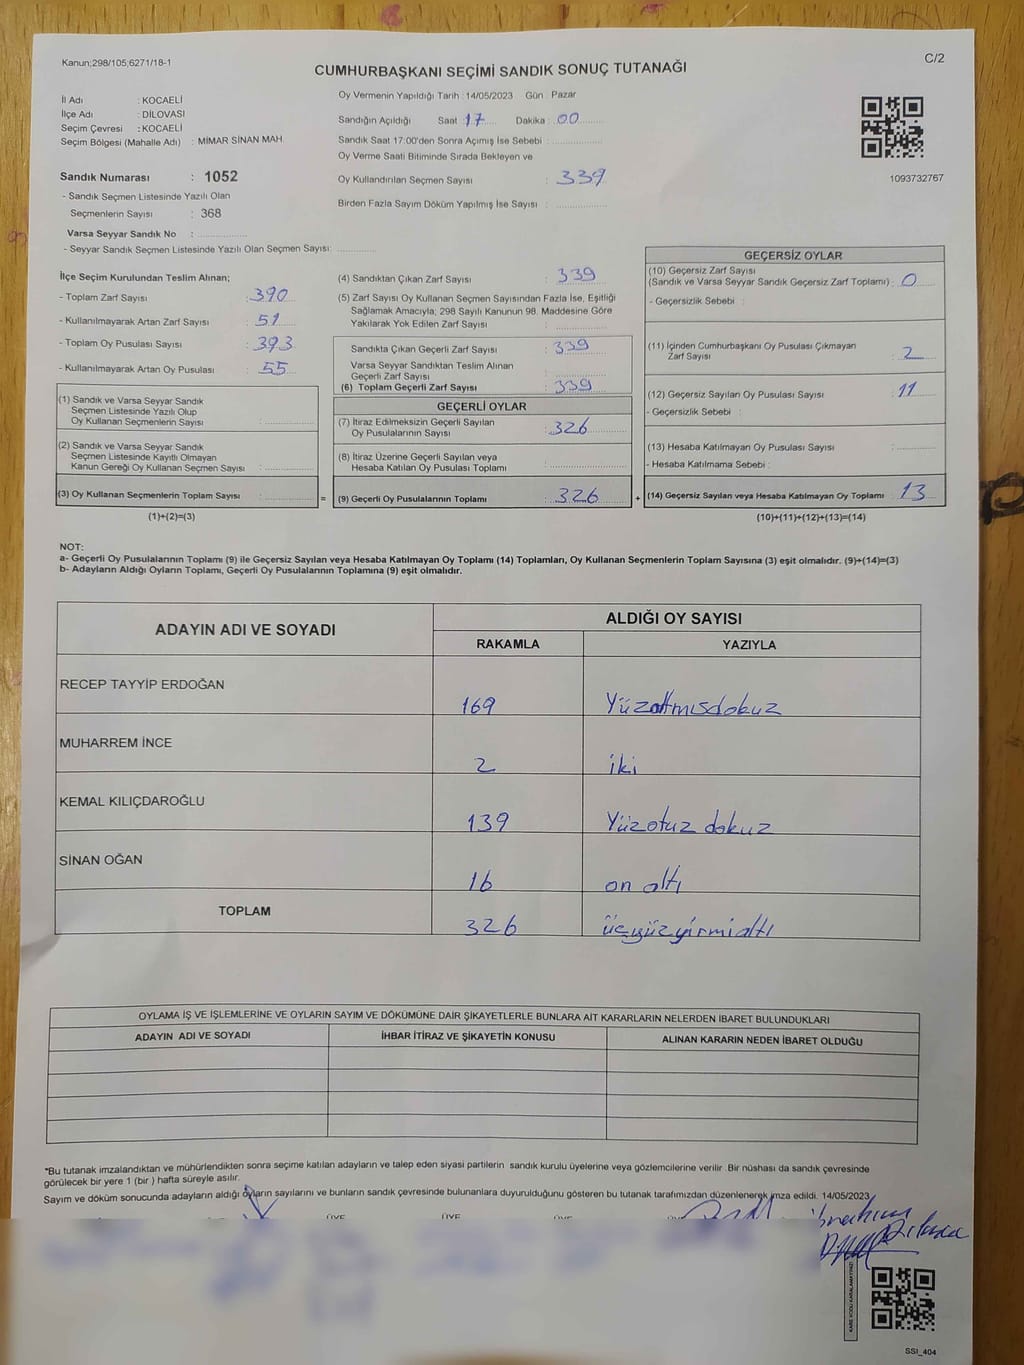 Kanun;298/105;6271/18-1
C/2
CUMHURBAŞKANI SEÇİMİ SANDIK SONUÇ TUTANAĞI
İl Adı : KOCAELİ
İlçe Adı : DİLOVASI
Seçim Çevresi : KOCAELİ
Seçim Bölgesi (Mahalle Adı) : MİMAR SİNAN MAH.
Sandık Numarası : 1052
- Sandık Seçmen Listesinde Yazılı Olan
Seçmenlerin Sayısı : 368
Varsa Seyyar Sandık No :
- Seyyar Sandık Seçmen Listesinde Yazılı Olan Seçmen Sayısı:
Oy Vermenin Yapıldığı Tarih : 14/05/2023 Gün : Pazar
Sandığın Açıldığı Saat : 17 Dakika : 00
Sandık Saat 17:00'den Sonra Açımış İse Sebebi :
Oy Verme Saati Bitiminde Sırada Bekleyen ve
Oy Kullandırılan Seçmen Sayısı : 339
Birden Fazla Sayım Döküm Yapılmış İse Sayısı :
1093732767
İlçe Seçim Kurulundan Teslim Alınan;
- Toplam Zarf Sayısı : 390
- Kullanılmayarak Artan Zarf Sayısı : 51
- Toplam Oy Pusulası Sayısı : 393
- Kullanılmayarak Artan Oy Pusulası : 55
(1) Sandık ve Varsa Seyyar Sandık
Seçmen Listesinde Yazılı Olup
Oy Kullanan Seçmenlerin Sayısı :
(2) Sandık ve Varsa Seyyar Sandık
Seçmen Listesinde Kayıtlı Olmayan
Kanun Gereği Oy Kullanan Seçmen Sayısı :
(3) Oy Kullanan Seçmenlerin Toplam Sayısı : =
(1)+(2)=(3)
(4) Sandıktan Çıkan Zarf Sayısı : 339
(5) Zarf Sayısı Oy Kullanan Seçmen Sayısından Fazla İse, Eşitliği
Sağlamak Amacıyla; 298 Sayılı Kanunun 98. Maddesine Göre
Yakılarak Yok Edilen Zarf Sayısı :
Sandıkta Çıkan Geçerli Zarf Sayısı : 339
Varsa Seyyar Sandıktan Teslim Alınan
Geçerli Zarf Sayısı :
(6) Toplam Geçerli Zarf Sayısı : 339
GEÇERLİ OYLAR
(7) İtiraz Edilmeksizin Geçerli Sayılan
Oy Pusulalarının Sayısı : 326
(8) İtiraz Üzerine Geçerli Sayılan veya
Hesaba Katılan Oy Pusulası Toplamı :
(9) Geçerli Oy Pusulalarının Toplamı : 326 +
GEÇERSİZ OYLAR
(10) Geçersiz Zarf Sayısı
(Sandık ve Varsa Seyyar Sandık Geçersiz Zarf Toplamı) : 0
- Geçersizlik Sebebi :
(11) İçinden Cumhurbaşkanı Oy Pusulası Çıkmayan
Zarf Sayısı : 2
(12) Geçersiz Sayılan Oy Pusulası Sayısı : 11
- Geçersizlik Sebebi :
(13) Hesaba Katılmayan Oy Pusulası Sayısı :
- Hesaba Katılmama Sebebi :
(14) Geçersiz Sayılan veya Hesaba Katılmayan Oy Toplamı : 13
(10)+(11)+(12)+(13)=(14)
NOT:
a- Geçerli Oy Pusulalarının Toplamı (9) ile Geçersiz Sayılan veya Hesaba Katılmayan Oy Toplamı (14) Toplamları, Oy Kullanan Seçmenlerin Toplam Sayısına (3) eşit olmalıdır. (9)+(14)=(3)
b- Adayların Aldığı Oyların Toplamı, Geçerli Oy Pusulalarının Toplamına (9) eşit olmalıdır.
ADAYIN ADI VE SOYADI
ALDIĞI OY SAYISI
RAKAMLA YAZIYLA
RECEP TAYYİP ERDOĞAN 169 Yüzaltmışdokuz
MUHARREM İNCE 2 iki
KEMAL KILIÇDAROĞLU 139 Yüzotuz dokuz
SİNAN OĞAN 16 on altı
TOPLAM 326 üçyüzyirmialtı
OYLAMA İŞ VE İŞLEMLERİNE VE OYLARIN SAYIM VE DÖKÜMÜNE DAİR ŞİKAYETLERLE BUNLARA AİT KARARLARIN NELERDEN İBARET BULUNDUKLARI
ADAYIN ADI VE SOYADI İHBAR İTİRAZ VE ŞİKAYETİN KONUSU ALINAN KARARIN NEDEN İBARET OLDUĞU
*Bu tutanak imzalandıktan ve mühürlendikten sonra seçime katılan adayların ve talep eden siyasi partilerin sandık kurulu üyelerine veya gözlemcilerine verilir. Bir nüshası da sandık çevresinde
görülecek bir yere 1 (bir ) hafta süreyle asılır.
Sayım ve döküm sonucunda adayların aldığı oyların sayılarını ve bunların sandık çevresinde bulunanlara duyurulduğunu gösteren bu tutanak tarafımızdan düzenlenerek imza edildi. 14/05/2023
ÜYE ÜYE ÜYE
SSI_404